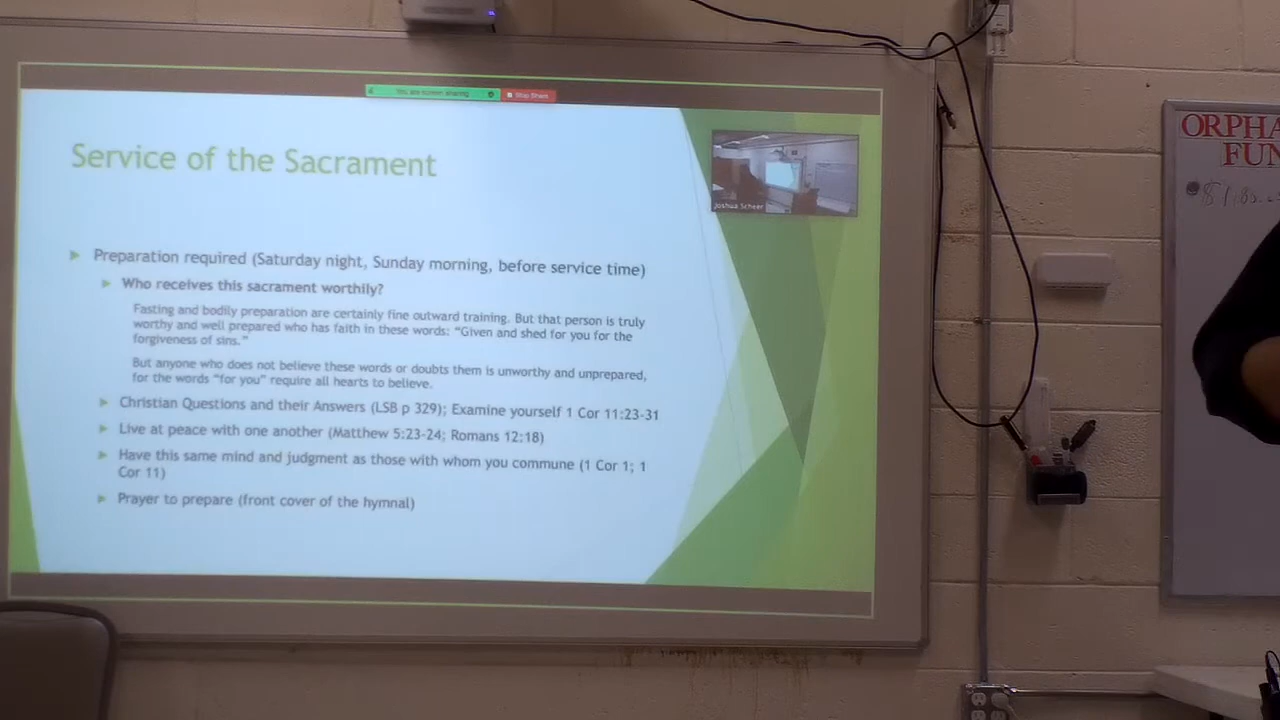 You are screen sharing
Stop Share
Service of the Sacrament
Joshua Scheer
Preparation required (Saturday night, Sunday morning, before service time)
Who receives this sacrament worthily?
Fasting and bodily preparation are certainly fine outward training. But that person is truly
worthy and well prepared who has faith in these words: “Given and shed for you for the
forgiveness of sins.”
But anyone who does not believe these words or doubts them is unworthy and unprepared,
for the words “for you” require all hearts to believe.
Christian Questions and their Answers (LSB p 329); Examine yourself 1 Cor 11:23-31
Live at peace with one another (Matthew 5:23-24; Romans 12:18)
Have this same mind and judgment as those with whom you commune (1 Cor 1; 1
Cor 11)
Prayer to prepare (front cover of the hymnal)
ORPHA
FUN